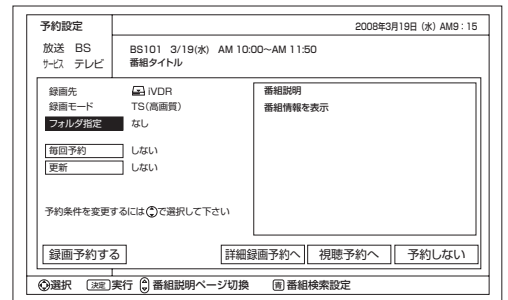 予約設定 2008年3月19日（水）AM9：15
放送 BS BS101 3/19(水) AM 10:00～AM 11:50
ｻｰﾋﾞｽ テレビ 番組タイトル
録画先 iVDR
録画モード TS(高画質)
フォルダ指定 なし
毎回予約 しない
更新 しない
予約条件を変更するには で選択して下さい
番組説明
番組情報を表示
録画予約する 詳細録画予約へ 視聴予約へ 予約しない
選択 決定 実行 番組説明ページ切換 青 番組検索設定